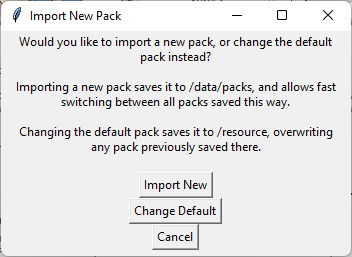 Import New Pack
Would you like to import a new pack, or change the default
pack instead?
Importing a new pack saves it to /data/packs, and allows fast
switching between all packs saved this way.
Changing the default pack saves it to /resource, overwriting
any pack previously saved there.
Import New
Change Default
Cancel